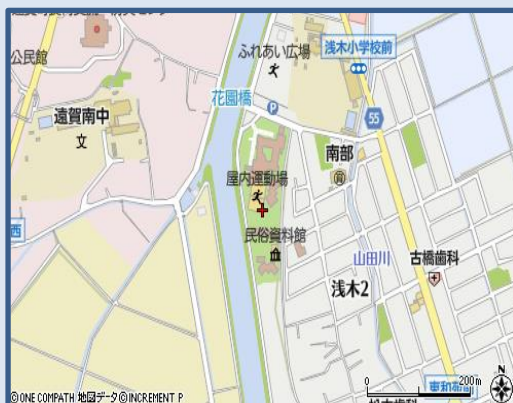 公民館
ふれあい広場
浅木小学校前
花園橋
P
55
遠賀南中
文
南部
屋内運動場
西
民俗資料館
山田川
古橋歯科
浅木2
0 200m
N
©ONE COMPATH 地図データ©INCREMENT P